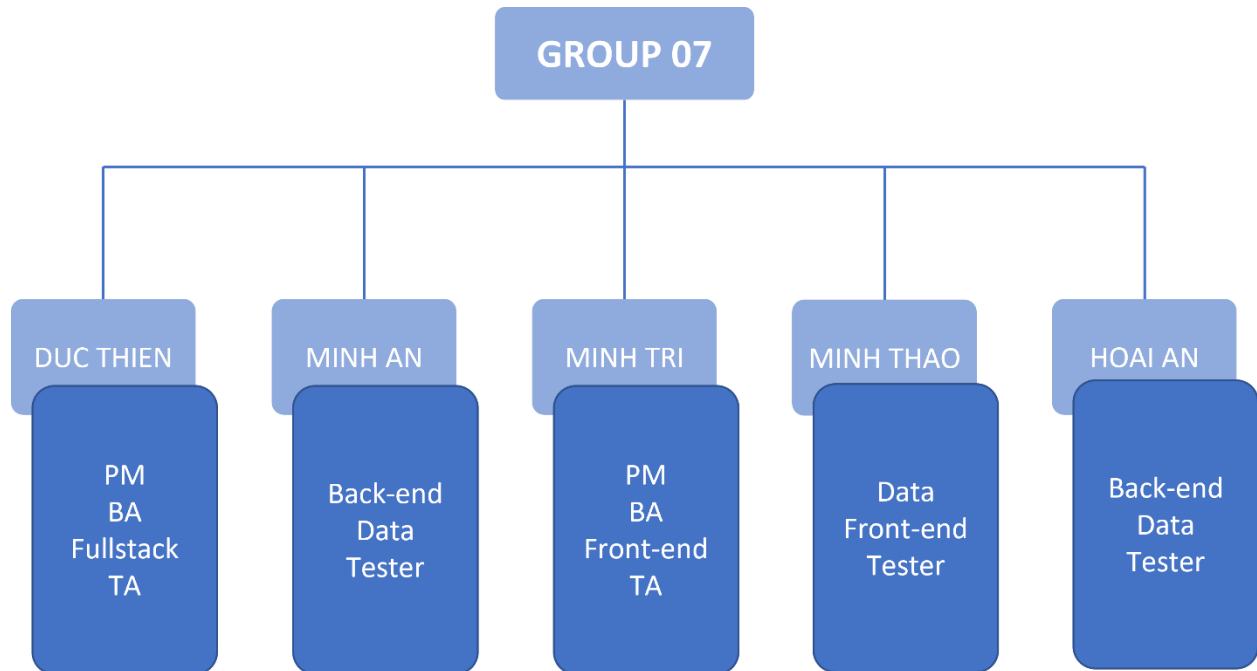 GROUP 07
DUC THIEN
PM
BA
Fullstack
TA
MINH AN
Back-end
Data
Tester
MINH TRI
PM
BA
Front-end
TA
MINH THAO
Data
Front-end
Tester
HOAI AN
Back-end
Data
Tester